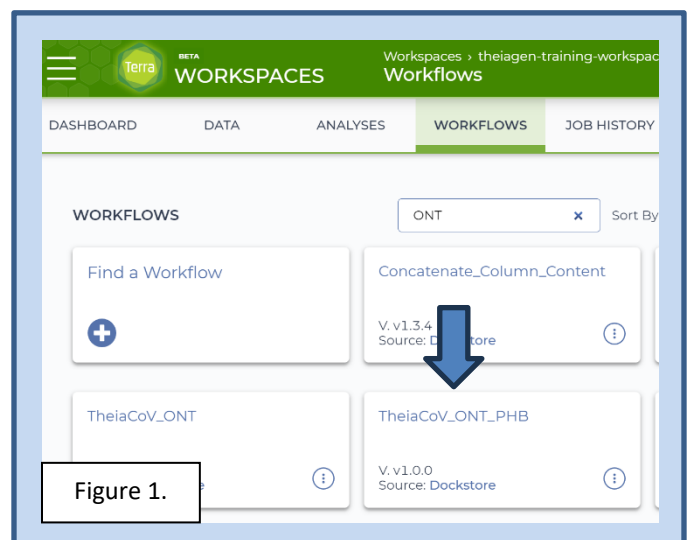 Terra
BETA
WORKSPACES
Workspaces › theiagen-training-workspac
Workflows
DASHBOARD DATA ANALYSES WORKFLOWS JOB HISTORY
WORKFLOWS
ONT × Sort By
Find a Workflow
Concatenate_Column_Content
V. v1.3.4
Source: D tore
TheiaCoV_ONT
TheiaCoV_ONT_PHB
V. v1.0.0
Source: Dockstore
Figure 1.